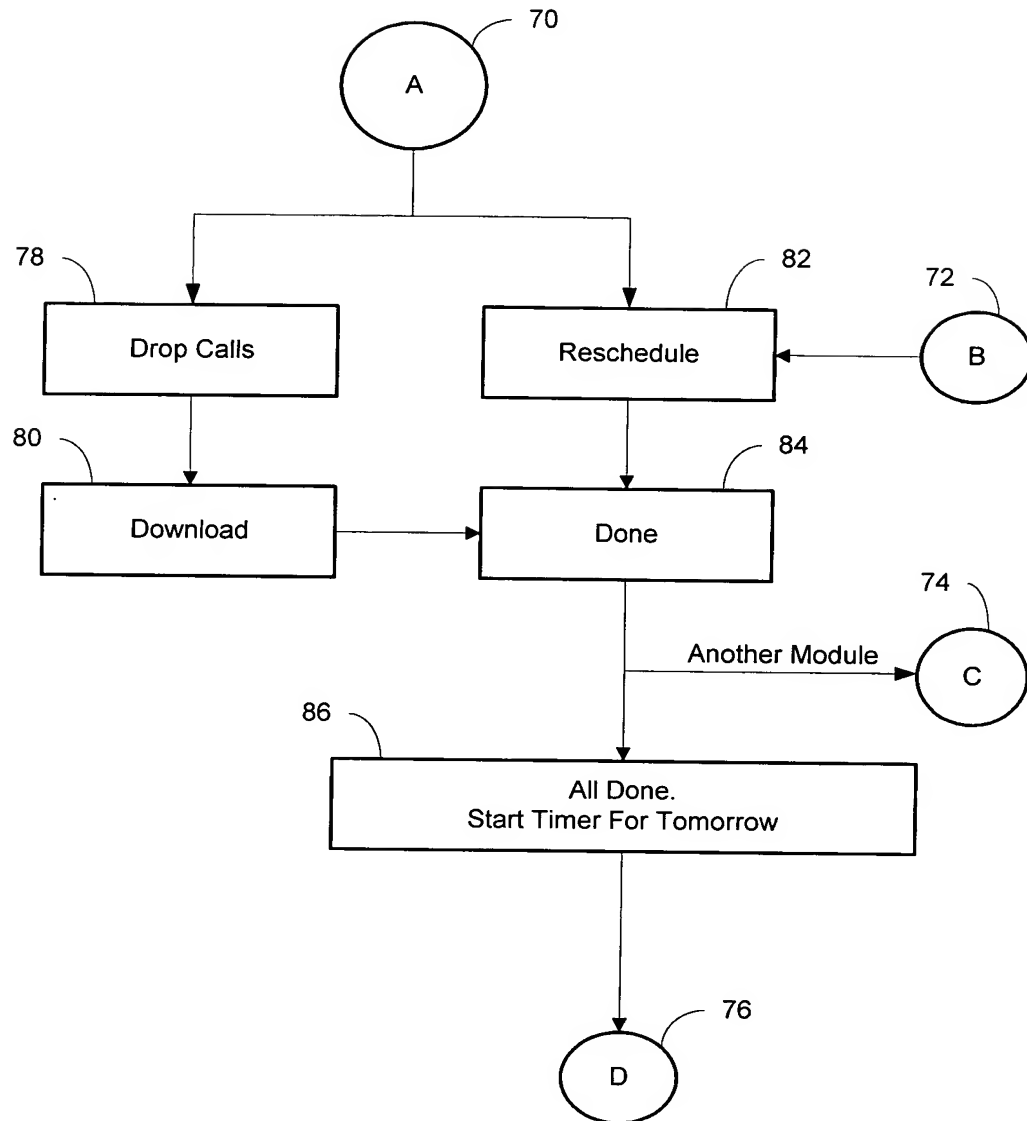 70
A
78
82
72
Drop Calls
Reschedule
B
80
84
Download
Done
74
Another Module
C
86
All Done.
Start Timer For Tomorrow
76
D